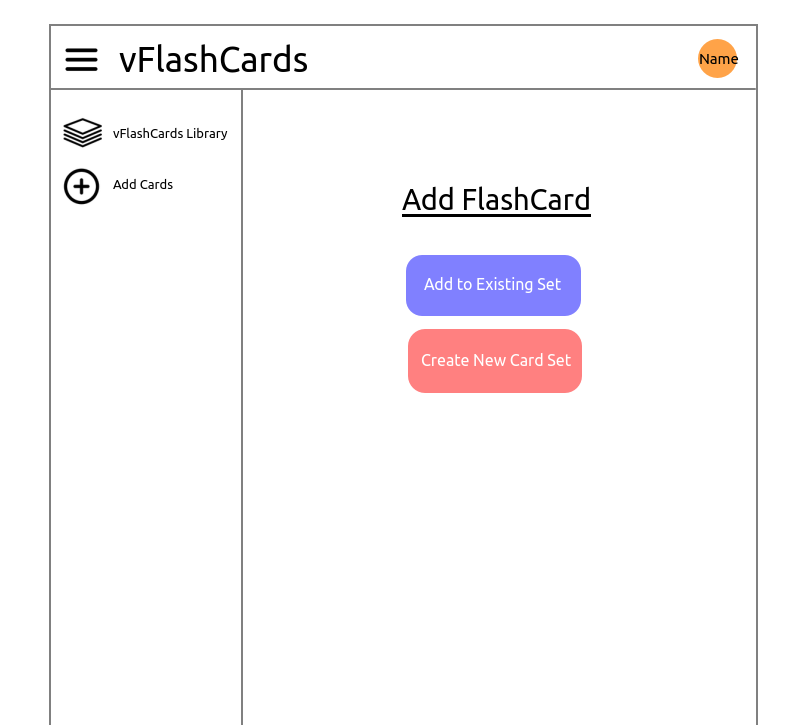 vFlashCards
Name
vFlashCards Library
Add Cards
Add FlashCard
Add to Existing Set
Create New Card Set